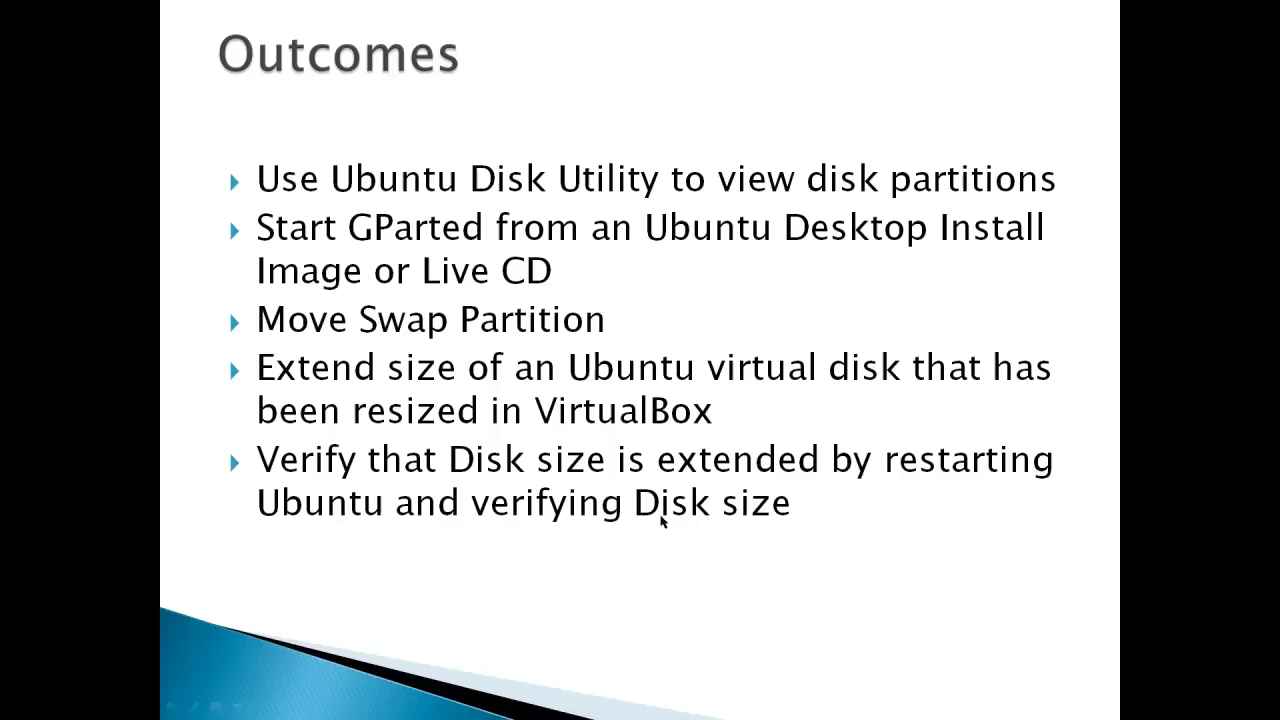 Outcomes
Use Ubuntu Disk Utility to view disk partitions
Start GParted from an Ubuntu Desktop Install
Image or Live CD
Move Swap Partition
Extend size of an Ubuntu virtual disk that has
been resized in VirtualBox
Verify that Disk size is extended by restarting
Ubuntu and verifying Disk size